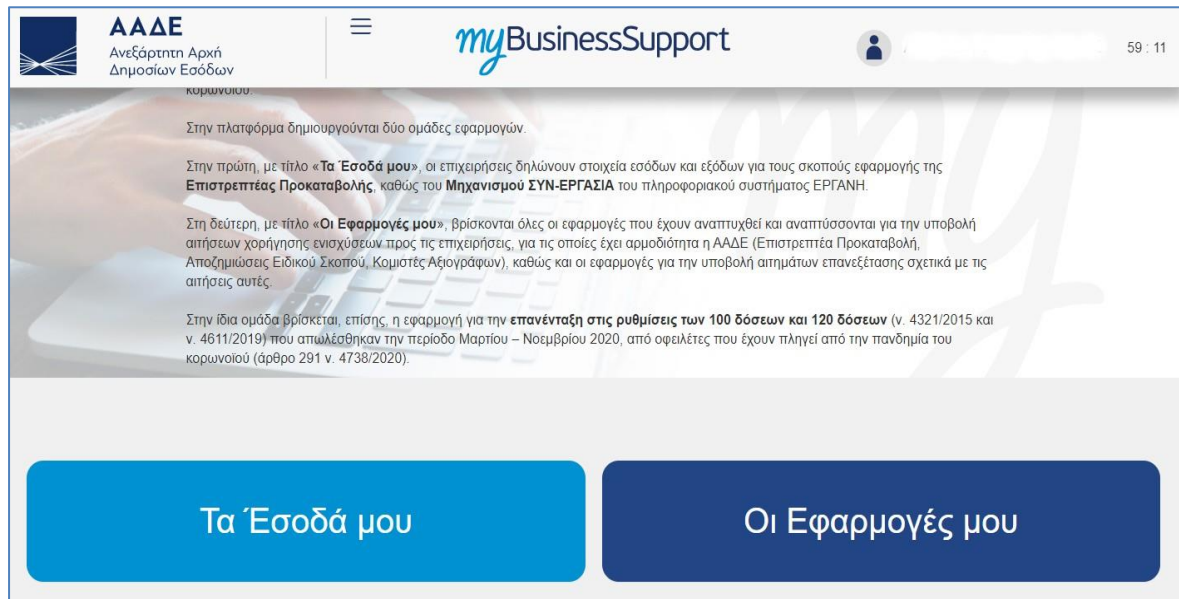 ΑΑΔΕ
Ανεξάρτητη Αρχή
Δημοσίων Εσόδων
myBusinessSupport
59 : 11
κορωνοϊού.
Στην πλατφόρμα δημιουργούνται δύο ομάδες εφαρμογών.
Στην πρώτη, με τίτλο «Τα Έσοδά μου», οι επιχειρήσεις δηλώνουν στοιχεία εσόδων και εξόδων για τους σκοπούς εφαρμογής της
Επιστρεπτέας Προκαταβολής, καθώς του Μηχανισμού ΣΥΝ-ΕΡΓΑΣΙΑ του πληροφοριακού συστήματος ΕΡΓΑΝΗ.
Στη δεύτερη, με τίτλο «Οι Εφαρμογές μου», βρίσκονται όλες οι εφαρμογές που έχουν αναπτυχθεί και αναπτύσσονται για την υποβολή
αιτήσεων χορήγησης ενισχύσεων προς τις επιχειρήσεις, για τις οποίες έχει αρμοδιότητα η ΑΑΔΕ (Επιστρεπτέα Προκαταβολή,
Αποζημιώσεις Ειδικού Σκοπού, Κομιστές Αξιογράφων), καθώς και οι εφαρμογές για την υποβολή αιτημάτων επανεξέτασης σχετικά με τις
αιτήσεις αυτές.
Στην ίδια ομάδα βρίσκεται, επίσης, η εφαρμογή για την επανένταξη στις ρυθμίσεις των 100 δόσεων και 120 δόσεων (ν. 4321/2015 και
ν. 4611/2019) που απωλέσθηκαν την περίοδο Μαρτίου – Νοεμβρίου 2020, από οφειλέτες που έχουν πληγεί από την πανδημία του
κορωνοϊού (άρθρο 291 ν. 4738/2020).
my
Τα Έσοδά μου
Οι Εφαρμογές μου